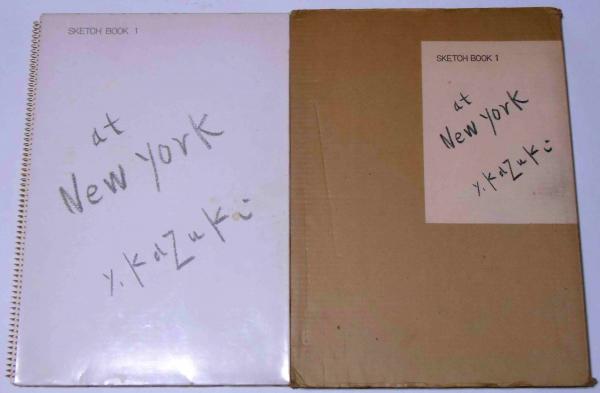 SKETCH BOOK 1
at
New York
Y. KaZuKi
SKETCH BOOK 1
at
New York
Y. KaZuKi